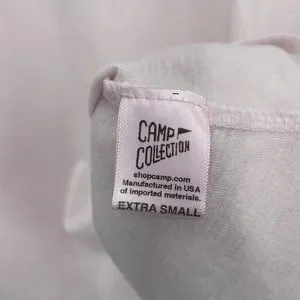 CAMP
COLLECTION
shopcamp.com
Manufactured in USA
of imported materials.
EXTRA SMALL